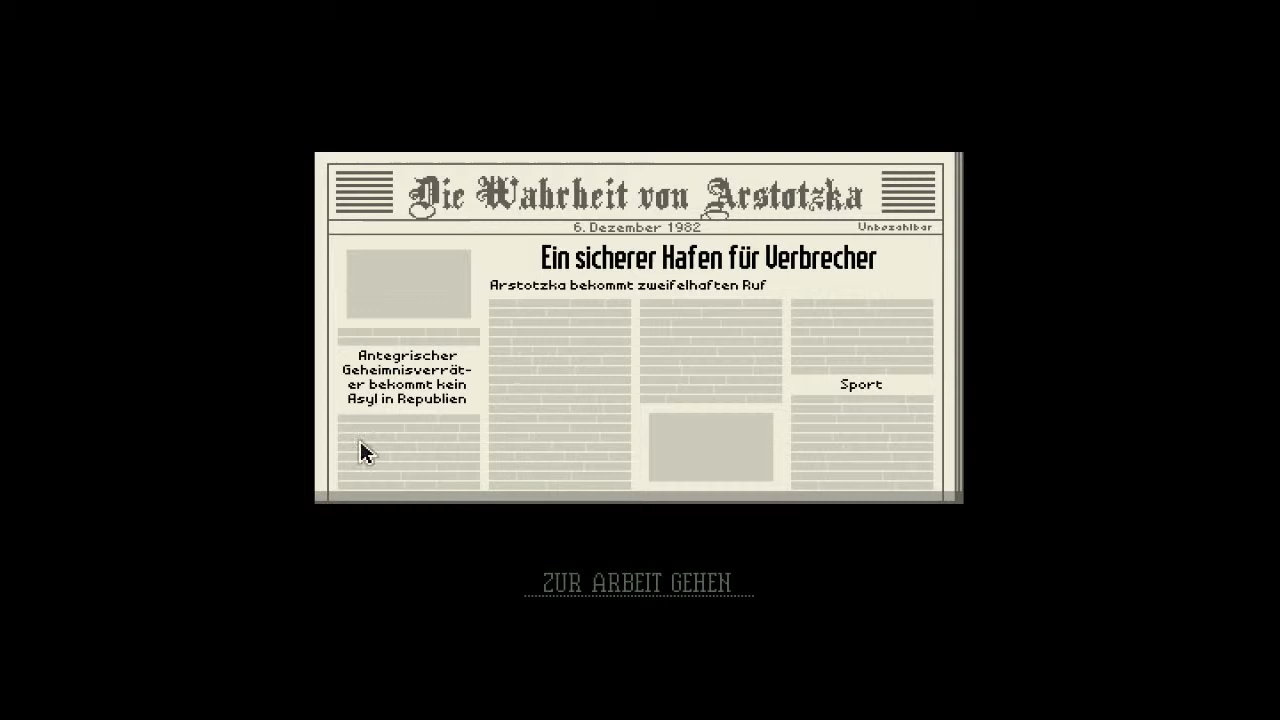 Die Wahrheit von Arstotzka
6. Dezember 1982
Unbezahlbar
Ein sicherer Hafen für Verbrecher
Arstotzka bekommt zweifelhaften Ruf
Antegrischer
Geheimnisverrät-
er bekommt kein
Asyl in Republien
Sport
ZUR ARBEIT GEHEN